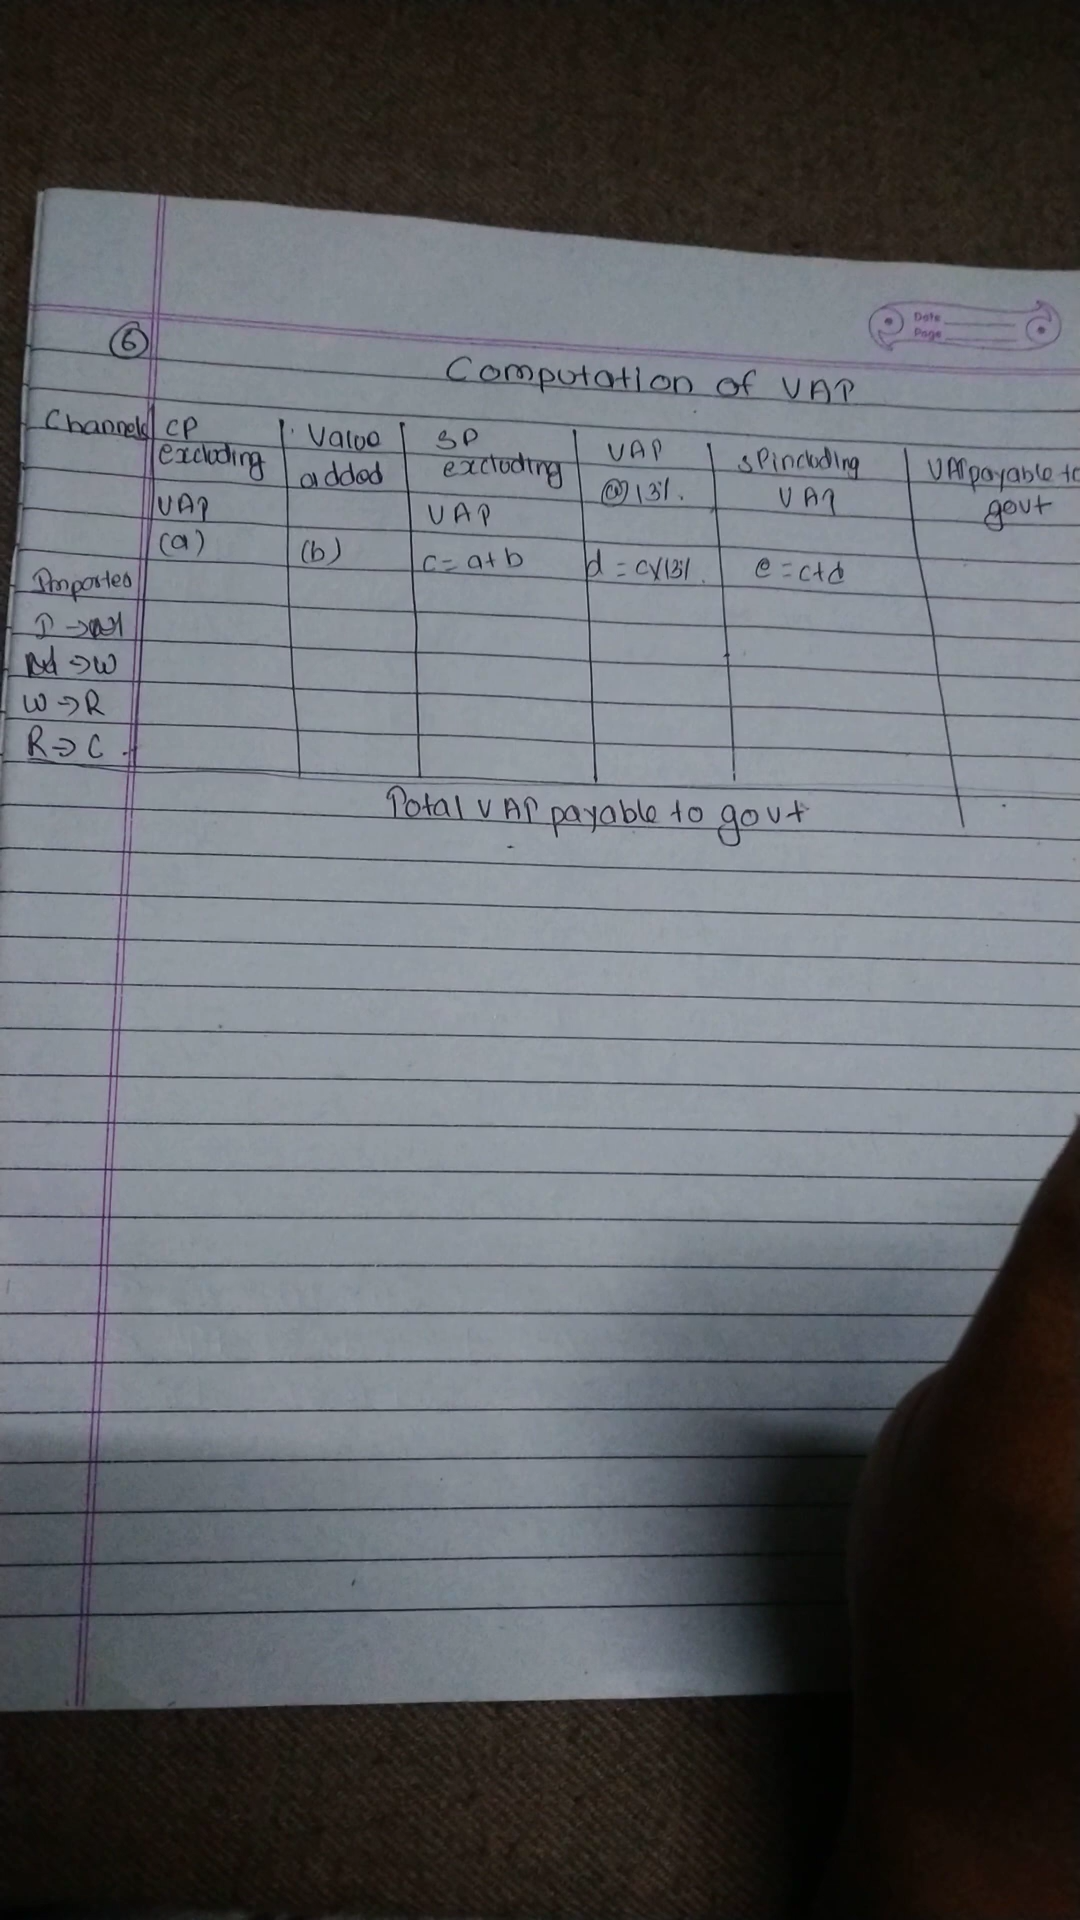 6
Date
Page
Computation of VAT
Channels | CP excluding VAT (a) | Value added (b) | SP excluding VAT c = a+b | VAT @13%. d = c×13%. | SP including VAT e = c+d | VAT payable to govt
Importer
I →
→ W
W → R
R → C
Total VAT payable to govt